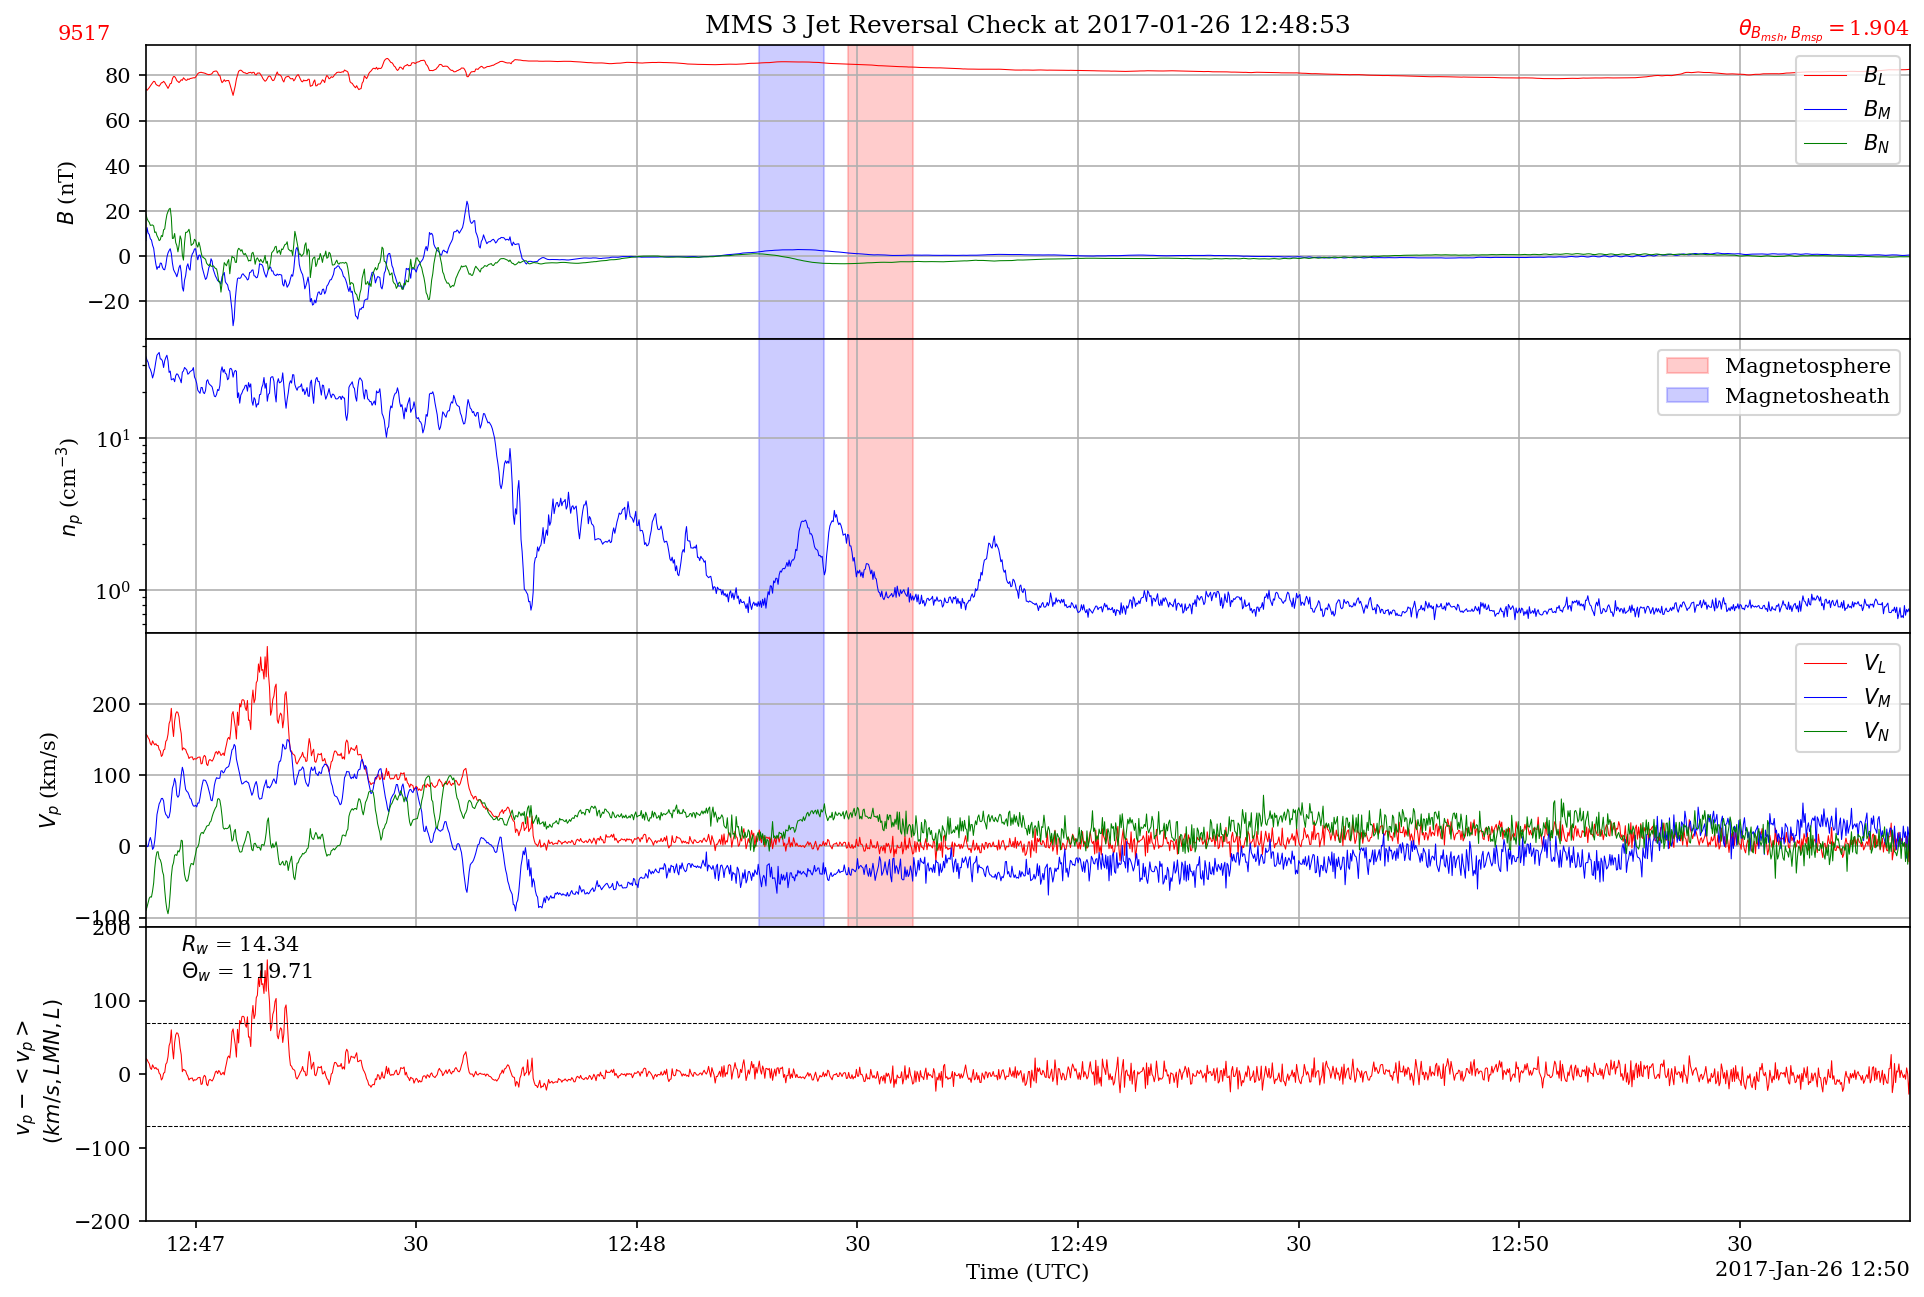 9517
MMS 3 Jet Reversal Check at 2017-01-26 12:48:53
θ_{B_{msh}, B_{msp}} = 1.904
B (nT)
80
60
40
20
0
−20
B_L
B_M
B_N
n_p (cm^{−3})
10^1
10^0
Magnetosphere
Magnetosheath
V_p (km/s)
200
100
0
−100
V_L
V_M
V_N
v_p − < v_p >
(km/s, LMN, L)
200
100
0
−100
−200
R_w = 14.34
Θ_w = 119.71
12:47
30
12:48
30
12:49
30
12:50
30
Time (UTC)
2017-Jan-26 12:50